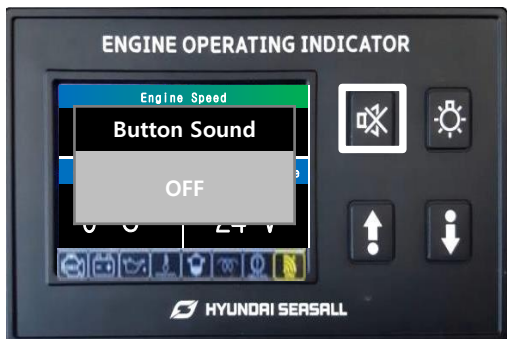 ENGINE OPERATING INDICATOR
Engine Speed
Button Sound
OFF
24 V
HYUNDAI SEASALL